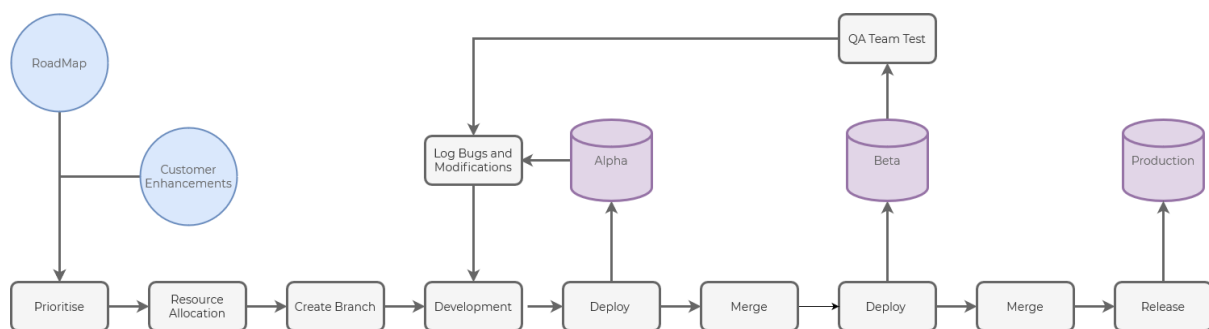 QA Team Test
RoadMap
Log Bugs and
Modifications
Alpha
Beta
Production
Customer
Enhancements
Prioritise
Resource
Allocation
Create Branch
Development
Deploy
Merge
Deploy
Merge
Release